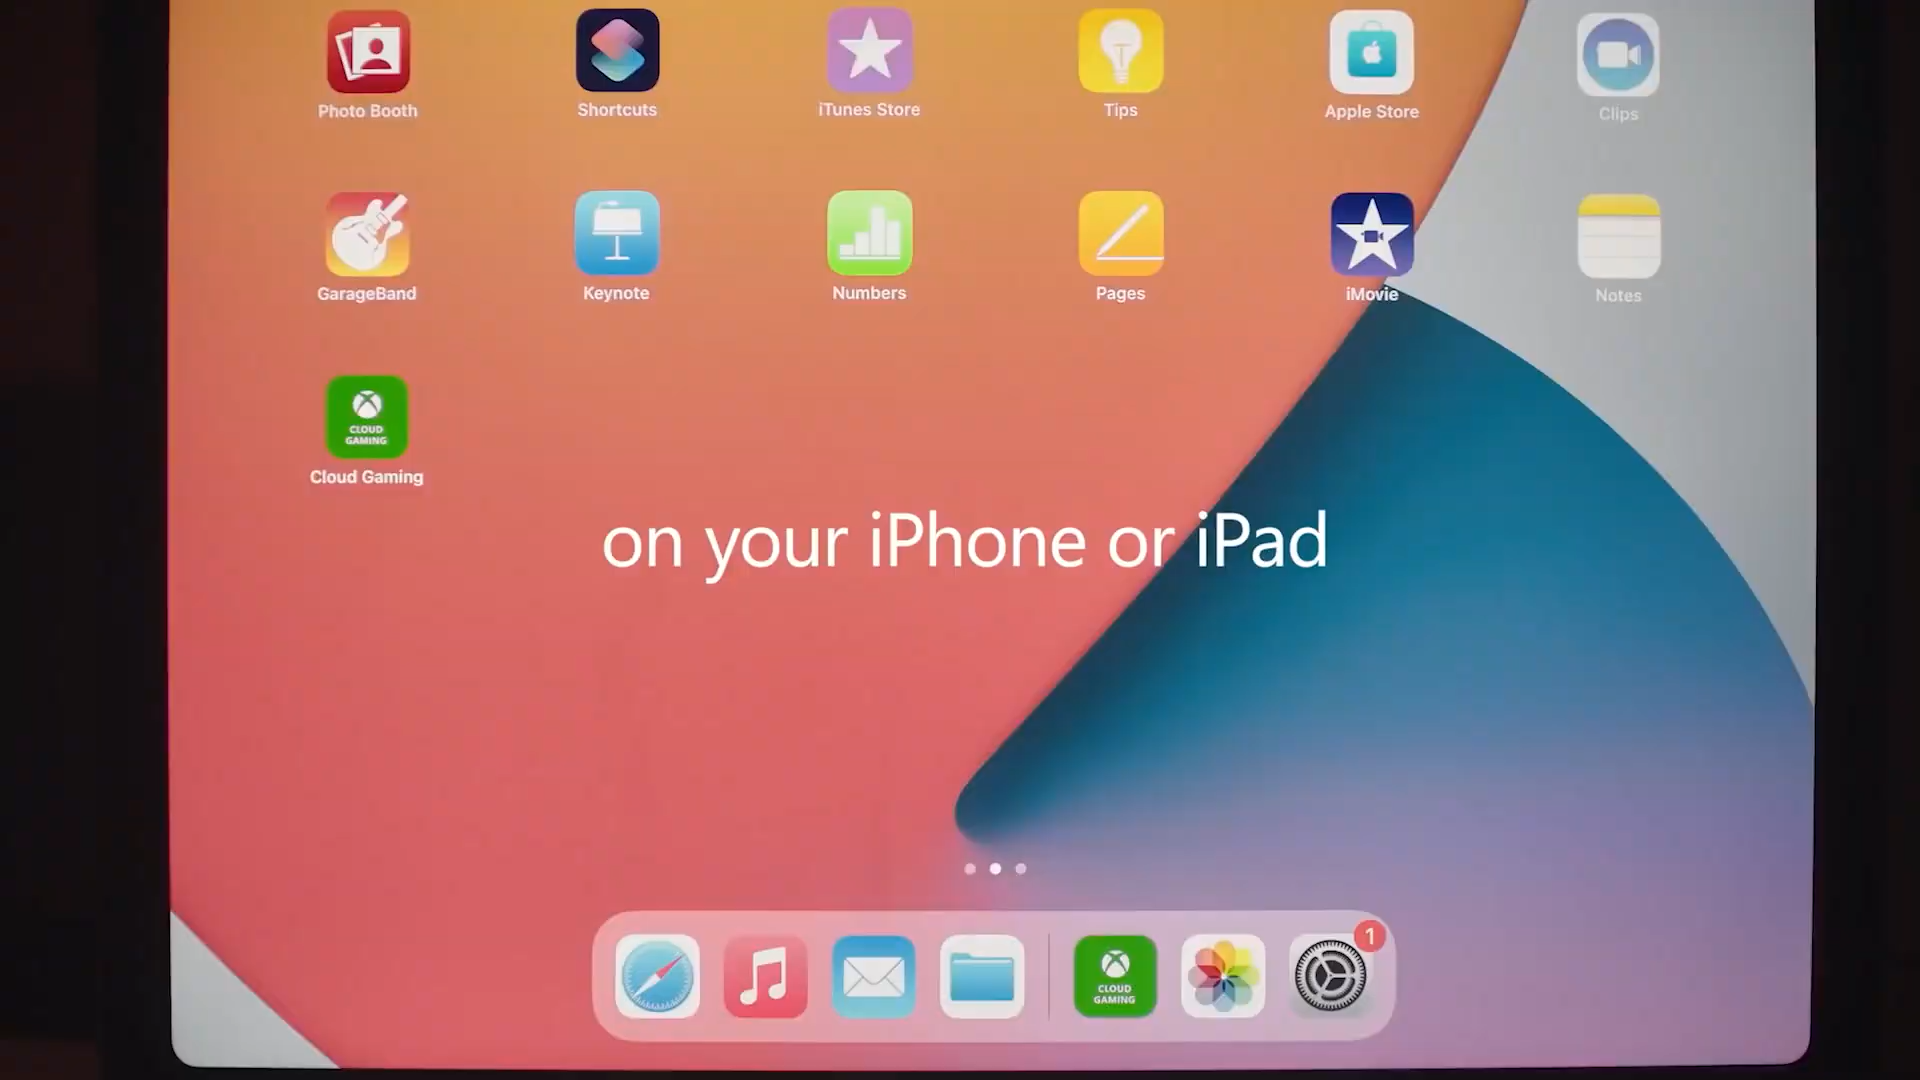 Photo Booth
Shortcuts
iTunes Store
Tips
Apple Store
Clips
GarageBand
Keynote
Numbers
Pages
iMovie
Notes
CLOUD
GAMING
Cloud Gaming
on your iPhone or iPad
CLOUD
GAMING
1